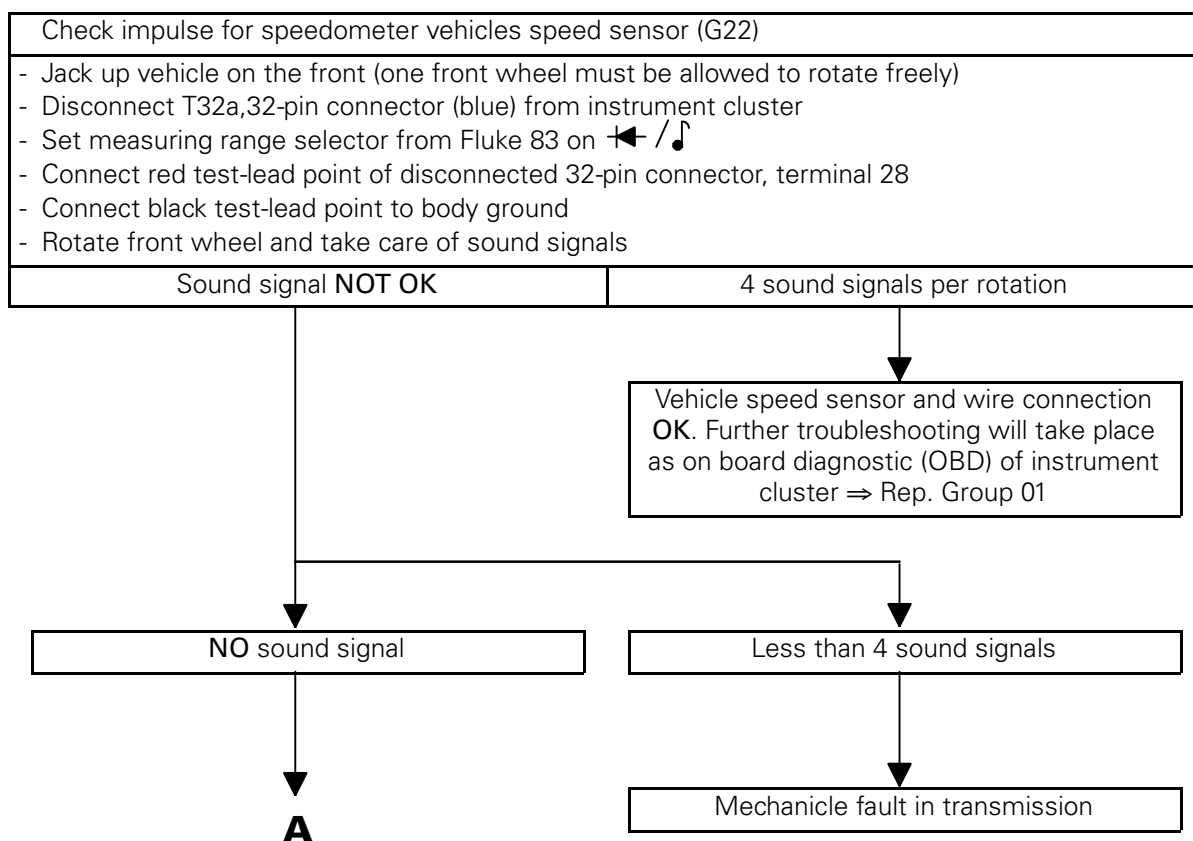 Check impulse for speedometer vehicles speed sensor (G22)
- Jack up vehicle on the front (one front wheel must be allowed to rotate freely)
- Disconnect T32a,32-pin connector (blue) from instrument cluster
- Set measuring range selector from Fluke 83 on /
- Connect red test-lead point of disconnected 32-pin connector, terminal 28
- Connect black test-lead point to body ground
- Rotate front wheel and take care of sound signals
Sound signal NOT OK
4 sound signals per rotation
Vehicle speed sensor and wire connection
OK. Further troubleshooting will take place
as on board diagnostic (OBD) of instrument
cluster ⇒ Rep. Group 01
NO sound signal
Less than 4 sound signals
A
Mechanicle fault in transmission